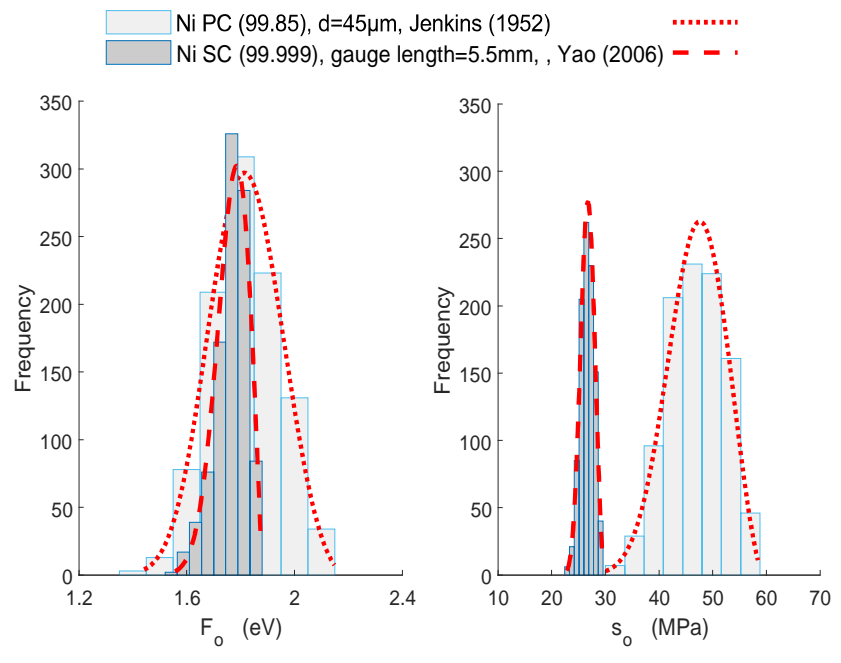 Ni PC (99.85), d=45μm, Jenkins (1952)
Ni SC (99.999), gauge length=5.5mm, , Yao (2006)
350
300
250
200
150
100
50
0
Frequency
1.2 1.6 2 2.4
Fo (eV)
350
300
250
200
150
100
50
0
Frequency
10 20 30 40 50 60 70
so (MPa)